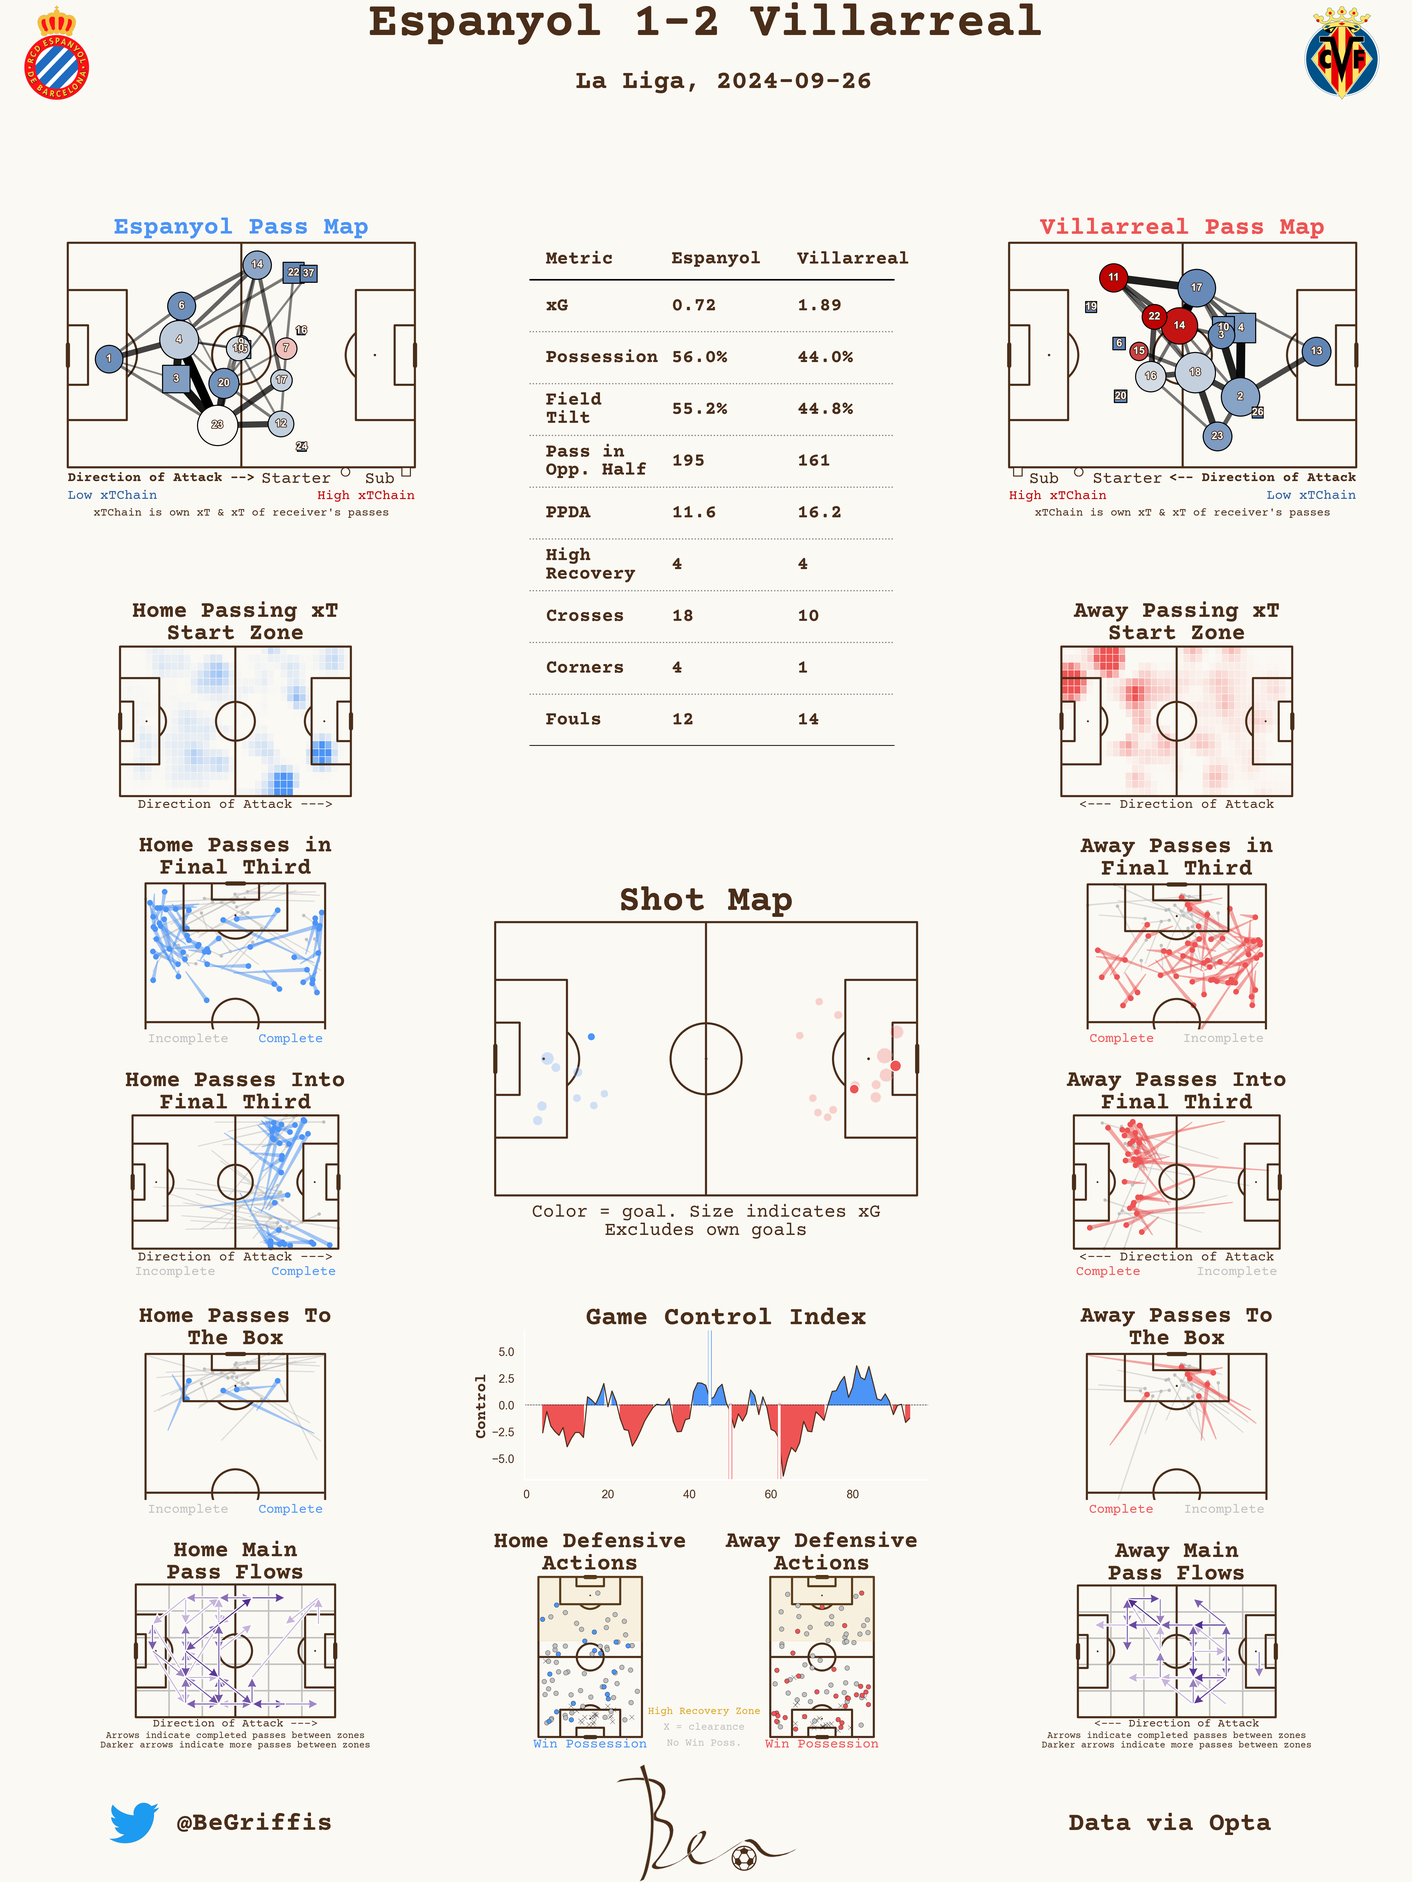 Espanyol 1-2 Villarreal
La Liga, 2024-09-26
RCD ESPANYOL
DE BARCELONA
CVF
Espanyol Pass Map
14
22
37
6
4
16
9
10
7
1
3
20
17
23
12
24
Direction of Attack --> Starter Sub
Low xTChain High xTChain
xTChain is own xT & xT of receiver's passes
Metric Espanyol Villarreal
xG 0.72 1.89
Possession 56.0% 44.0%
Field
Tilt 55.2% 44.8%
Pass in
Opp. Half 195 161
PPDA 11.6 16.2
High
Recovery 4 4
Crosses 18 10
Corners 4 1
Fouls 12 14
Villarreal Pass Map
11
17
19
22
14
10
4
3
6
15
13
16
18
20
2
26
23
Sub Starter <-- Direction of Attack
High xTChain Low xTChain
xTChain is own xT & xT of receiver's passes
Home Passing xT
Start Zone
Direction of Attack --->
Away Passing xT
Start Zone
<--- Direction of Attack
Home Passes in
Final Third
Incomplete Complete
Away Passes in
Final Third
Complete Incomplete
Shot Map
Color = goal. Size indicates xG
Excludes own goals
Home Passes Into
Final Third
Direction of Attack --->
Incomplete Complete
Away Passes Into
Final Third
<--- Direction of Attack
Complete Incomplete
Home Passes To
The Box
Incomplete Complete
Game Control Index
Control
5.0
2.5
0.0
−2.5
−5.0
0 20 40 60 80
Away Passes To
The Box
Complete Incomplete
Home Main
Pass Flows
Direction of Attack --->
Arrows indicate completed passes between zones
Darker arrows indicate more passes between zones
Home Defensive
Actions
Win Possession
High Recovery Zone
X = clearance
No Win Poss.
Away Defensive
Actions
Win Possession
Away Main
Pass Flows
<--- Direction of Attack
Arrows indicate completed passes between zones
Darker arrows indicate more passes between zones
@BeGriffis
Ben
Data via Opta